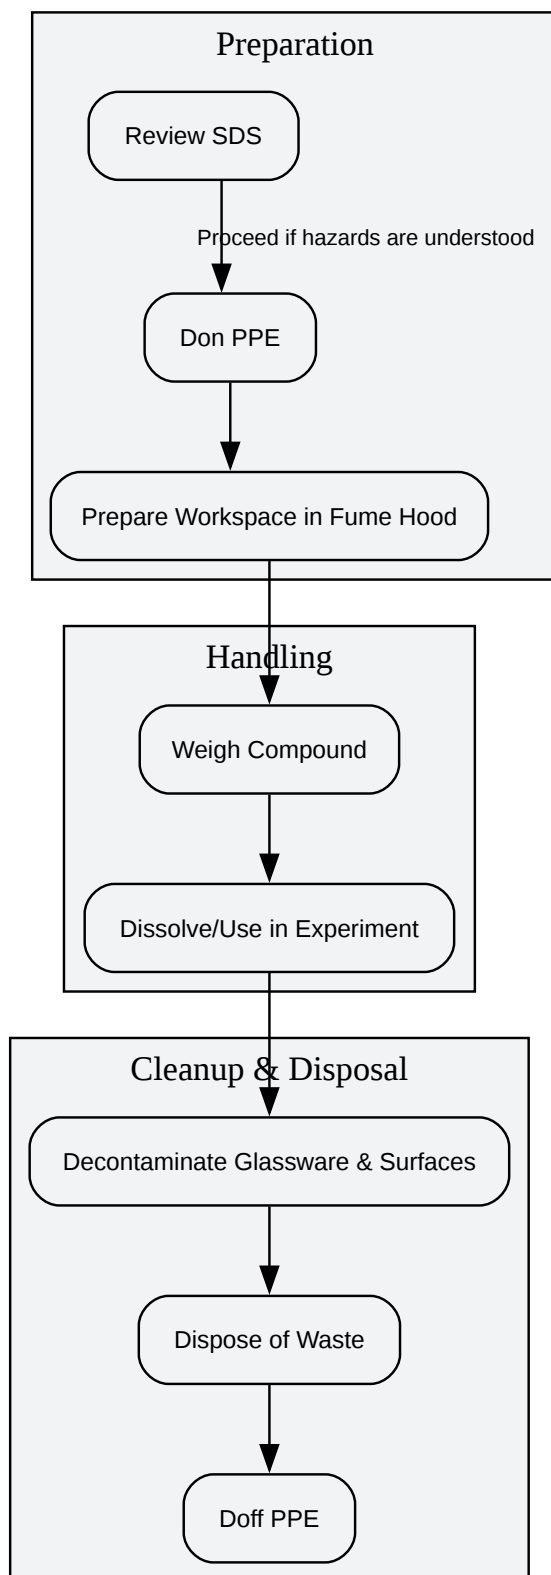 Preparation
Review SDS
Proceed if hazards are understood
Don PPE
Prepare Workspace in Fume Hood
Handling
Weigh Compound
Dissolve/Use in Experiment
Cleanup & Disposal
Decontaminate Glassware & Surfaces
Dispose of Waste
Doff PPE